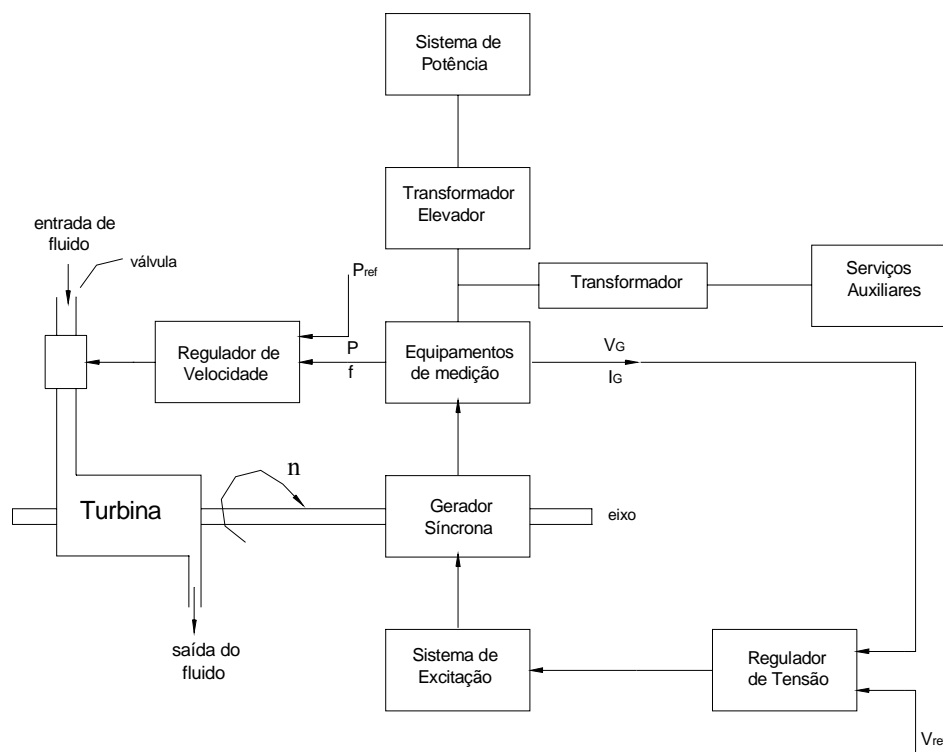 Sistema de
Potência
Transformador
Elevador
entrada de
fluido
válvula
Pref
Transformador
Serviços
Auxiliares
Regulador de
Velocidade
P
f
Equipamentos
de medição
VG
IG
n
Turbina
Gerador
Síncrona
eixo
saída do
fluido
Sistema de
Excitação
Regulador
de Tensão
Vre